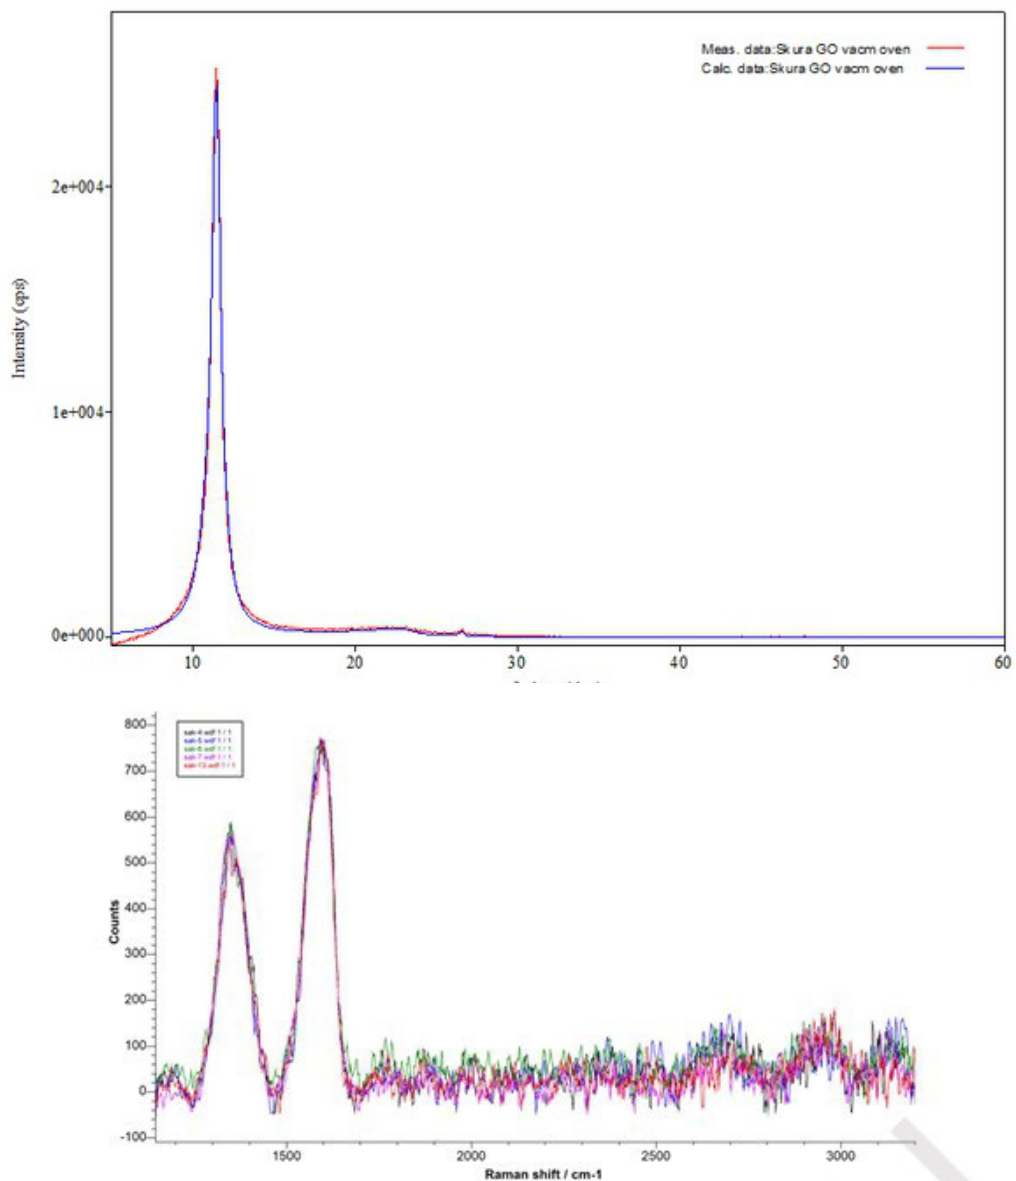 Meas. data:Skura GO vacm oven
Calc. data:Skura GO vacm oven
Intensity (cps)
2e+004
1e+004
0e+000
10 20 30 40 50 60
800
700
600
500
400
300
200
100
0
-100
Counts
1500 2000 2500 3000
Raman shift / cm-1